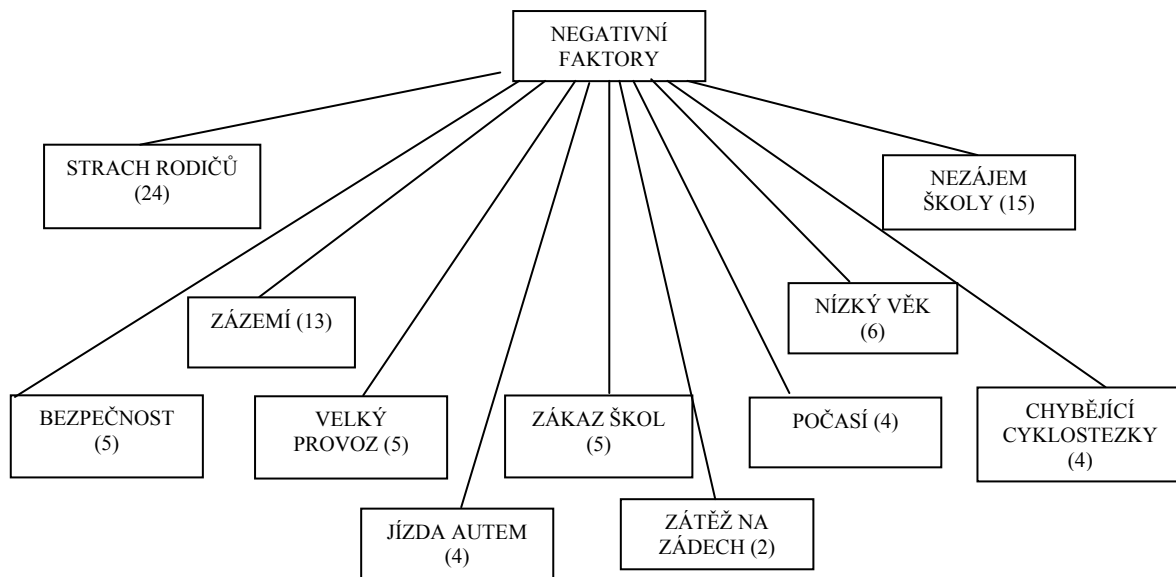 NEGATIVNÍ
FAKTORY
STRACH RODIČŮ
(24)
NEZÁJEM
ŠKOLY (15)
ZÁZEMÍ (13)
NÍZKÝ VĚK
(6)
BEZPEČNOST
(5)
VELKÝ
PROVOZ (5)
ZÁKAZ ŠKOL
(5)
POČASÍ (4)
CHYBĚJÍCÍ
CYKLOSTEZKY
(4)
JÍZDA AUTEM
(4)
ZÁTĚŽ NA
ZÁDECH (2)